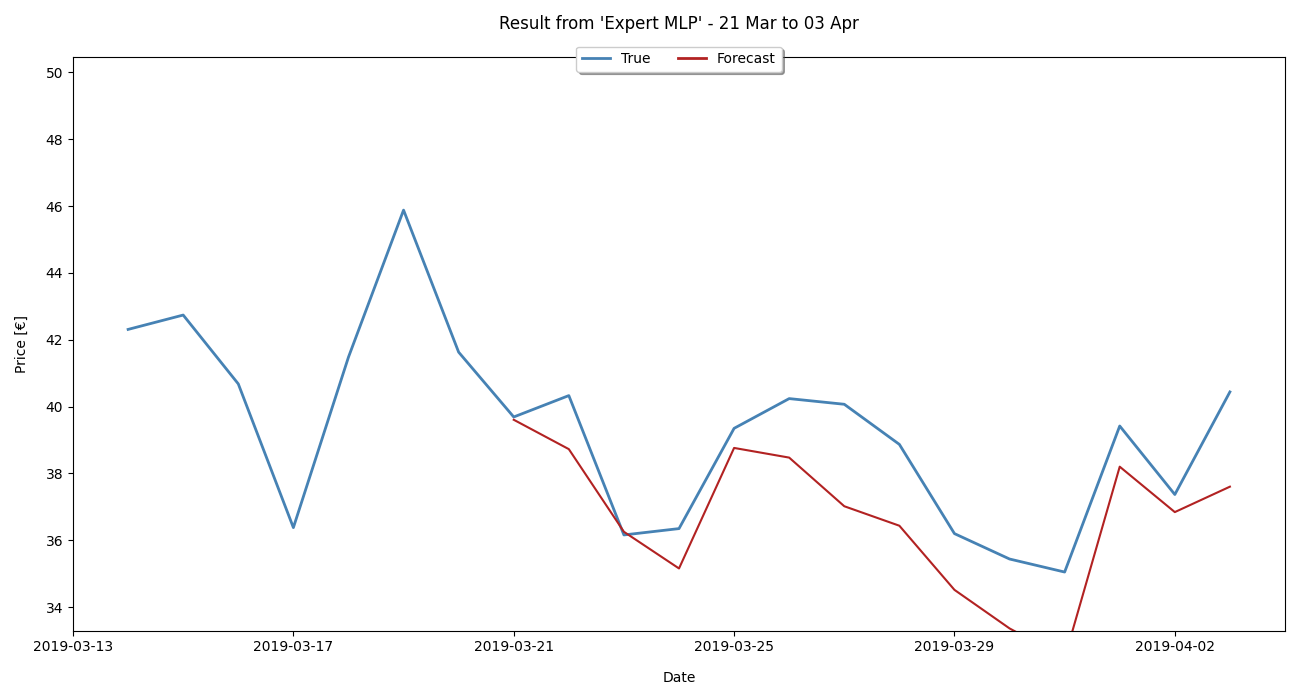 Result from 'Expert MLP' - 21 Mar to 03 Apr
True Forecast
50
48
46
44
42
40
38
36
34
Price [€]
2019-03-13 2019-03-17 2019-03-21 2019-03-25 2019-03-29 2019-04-02
Date